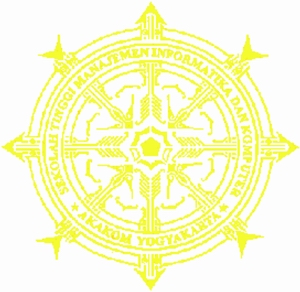 SEKOLAH TINGGI MANAJEMEN INFORMATIKA DAN KOMPUTER
* AKAKOM YOGYAKARTA *